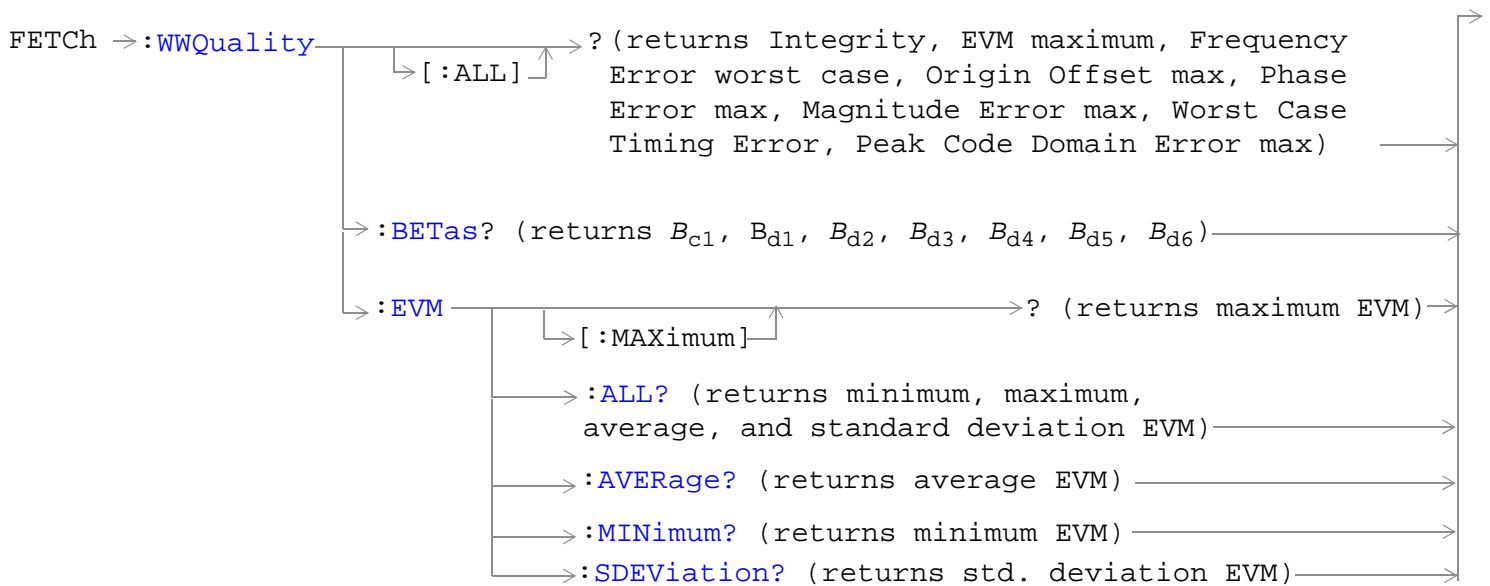 FETCh :WWQuality ? (returns Integrity, EVM maximum, Frequency
[:ALL] Error worst case, Origin Offset max, Phase
Error max, Magnitude Error max, Worst Case
Timing Error, Peak Code Domain Error max)
:BETas? (returns Bc1, Bd1, Bd2, Bd3, Bd4, Bd5, Bd6)
:EVM ? (returns maximum EVM)
[:MAXimum]
:ALL? (returns minimum, maximum,
average, and standard deviation EVM)
:AVERage? (returns average EVM)
:MINimum? (returns minimum EVM)
:SDEViation? (returns std. deviation EVM)